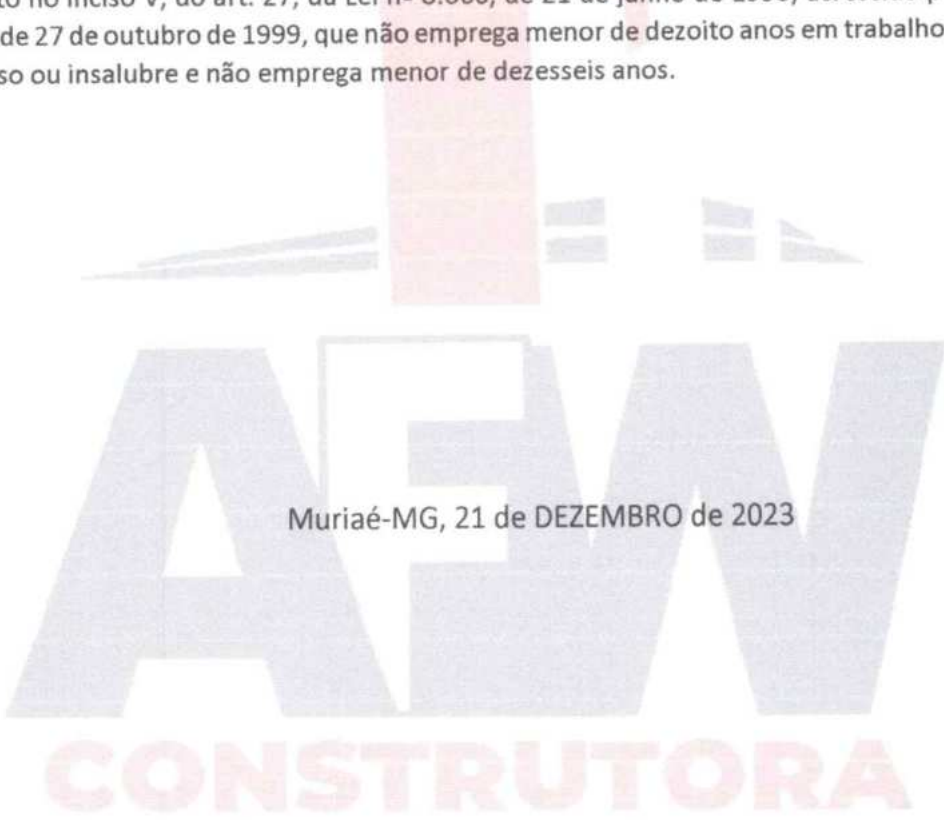 de 27 de outubro de 1999, que não emprega menor de dezoito anos em trabalho
so ou insalubre e não emprega menor de dezesseis anos.
AFW
Muriaé-MG, 21 de DEZEMBRO de 2023
CONSTRUTORA